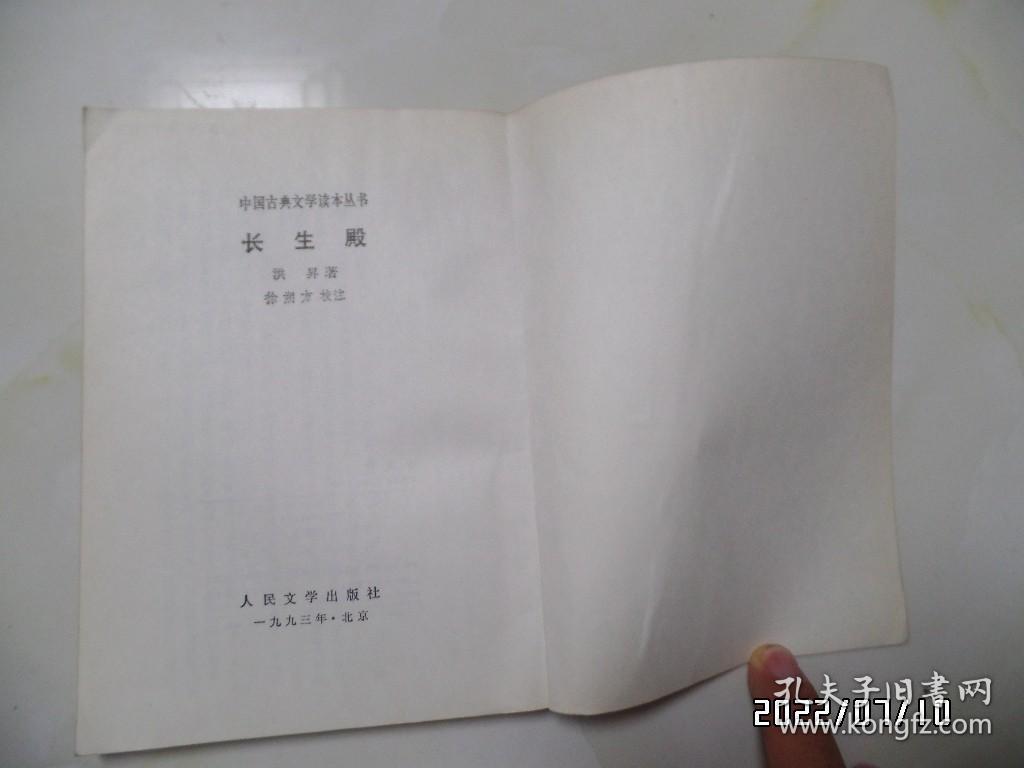 中国古典文学读本丛书
长生殿
洪昇著
徐朔方校注
人民文学出版社
一九九三年·北京
孔夫子旧書网
www.kongfz.com
2022/07/10